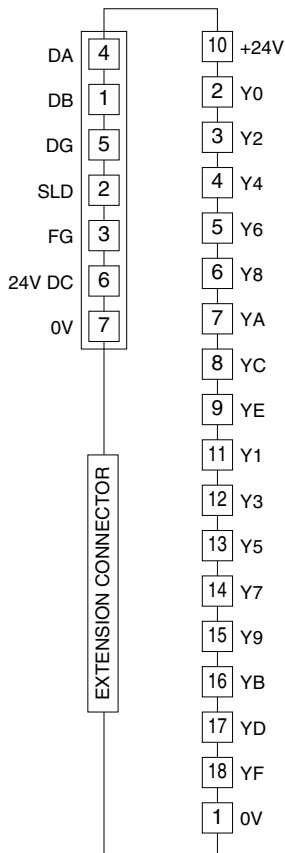 DA 4
DB 1
DG 5
SLD 2
FG 3
24V DC 6
0V 7
EXTENSION CONNECTOR
10 +24V
2 Y0
3 Y2
4 Y4
5 Y6
6 Y8
7 YA
8 YC
9 YE
11 Y1
12 Y3
13 Y5
14 Y7
15 Y9
16 YB
17 YD
18 YF
1 0V